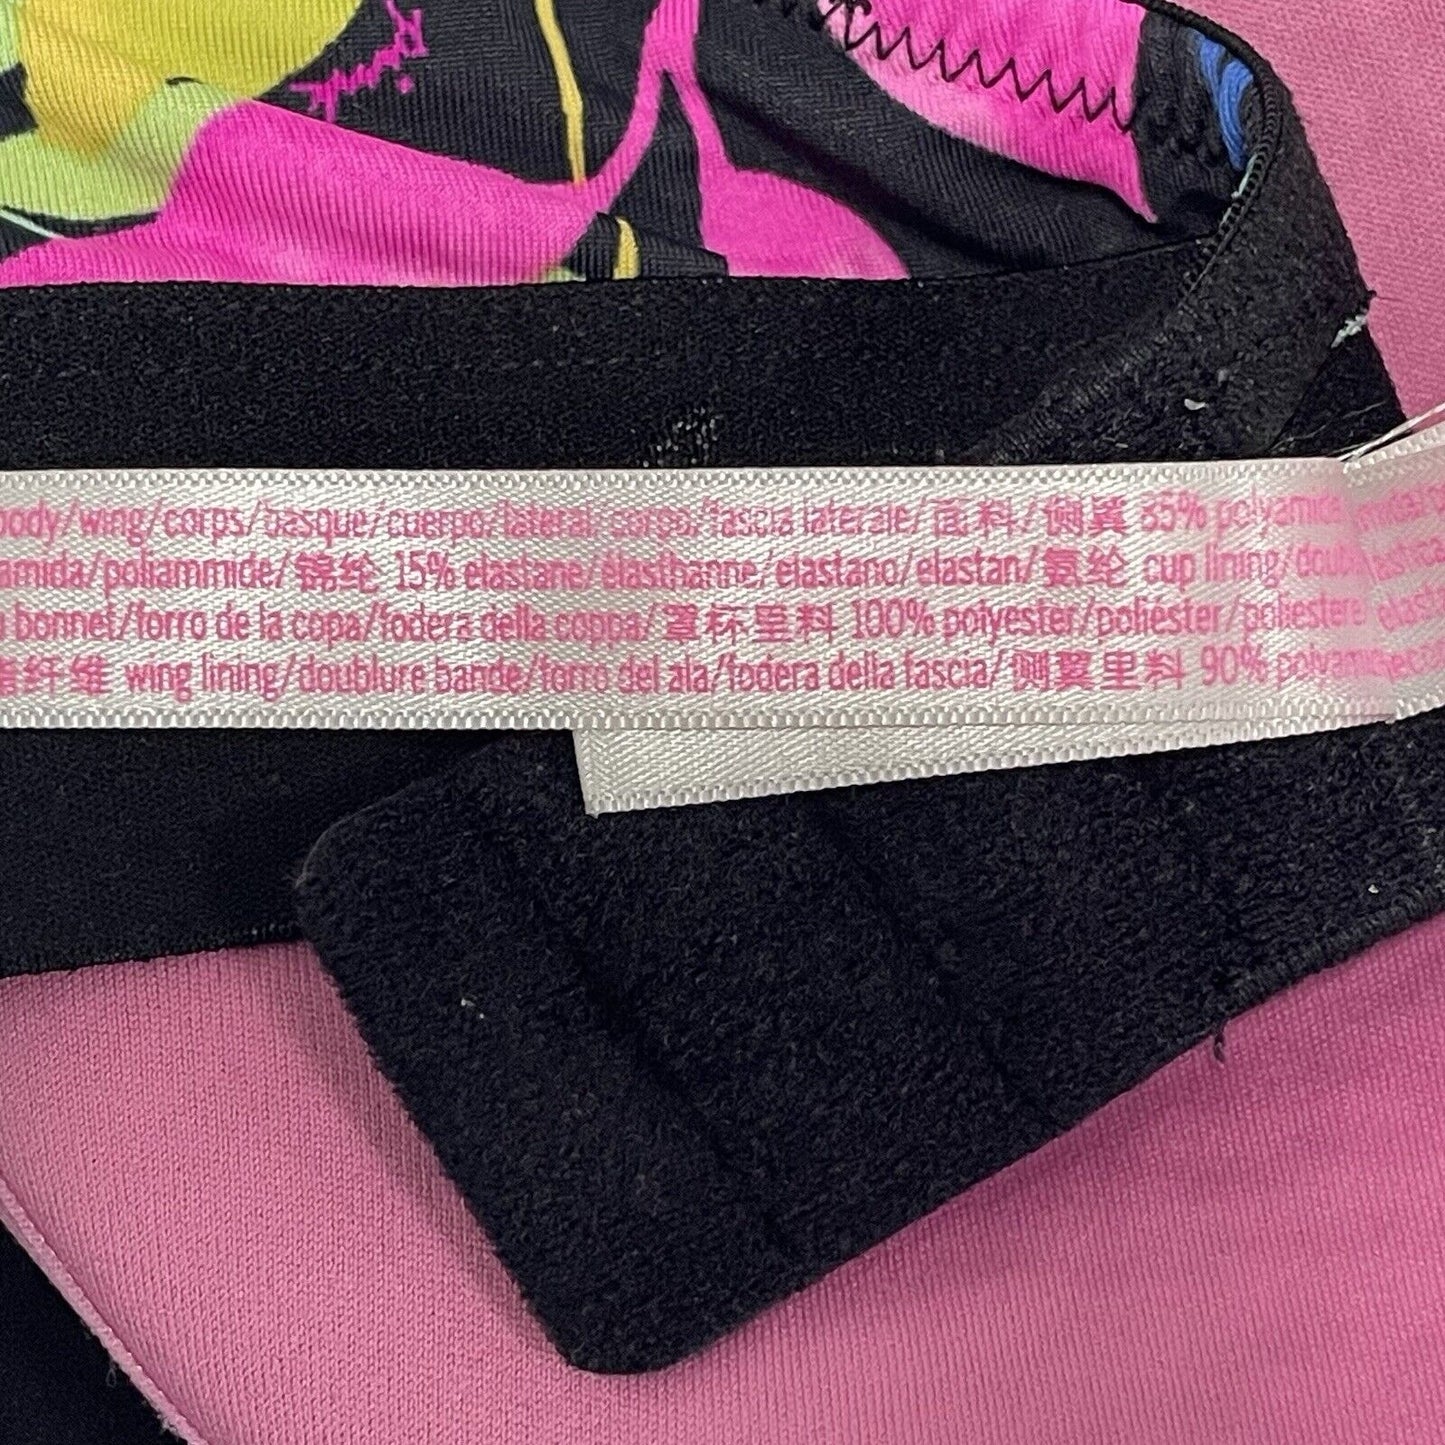 body/wing/corps/basque/cuerpo/lateral corpo/fascia laterale/面料/侧翼 85% polyamide
amida/poliammide/锦纶 15% elastane/élasthanne/elastano/elastan/氨纶 cup lining/doub
bonnet/forro de la copa/fodera della coppa/罩杯里料 100% polyester/poliéster/poliestere
纤维 wing lining/doublure bande/forro del ala/fodera della fascia/侧翼里料 90% polyam